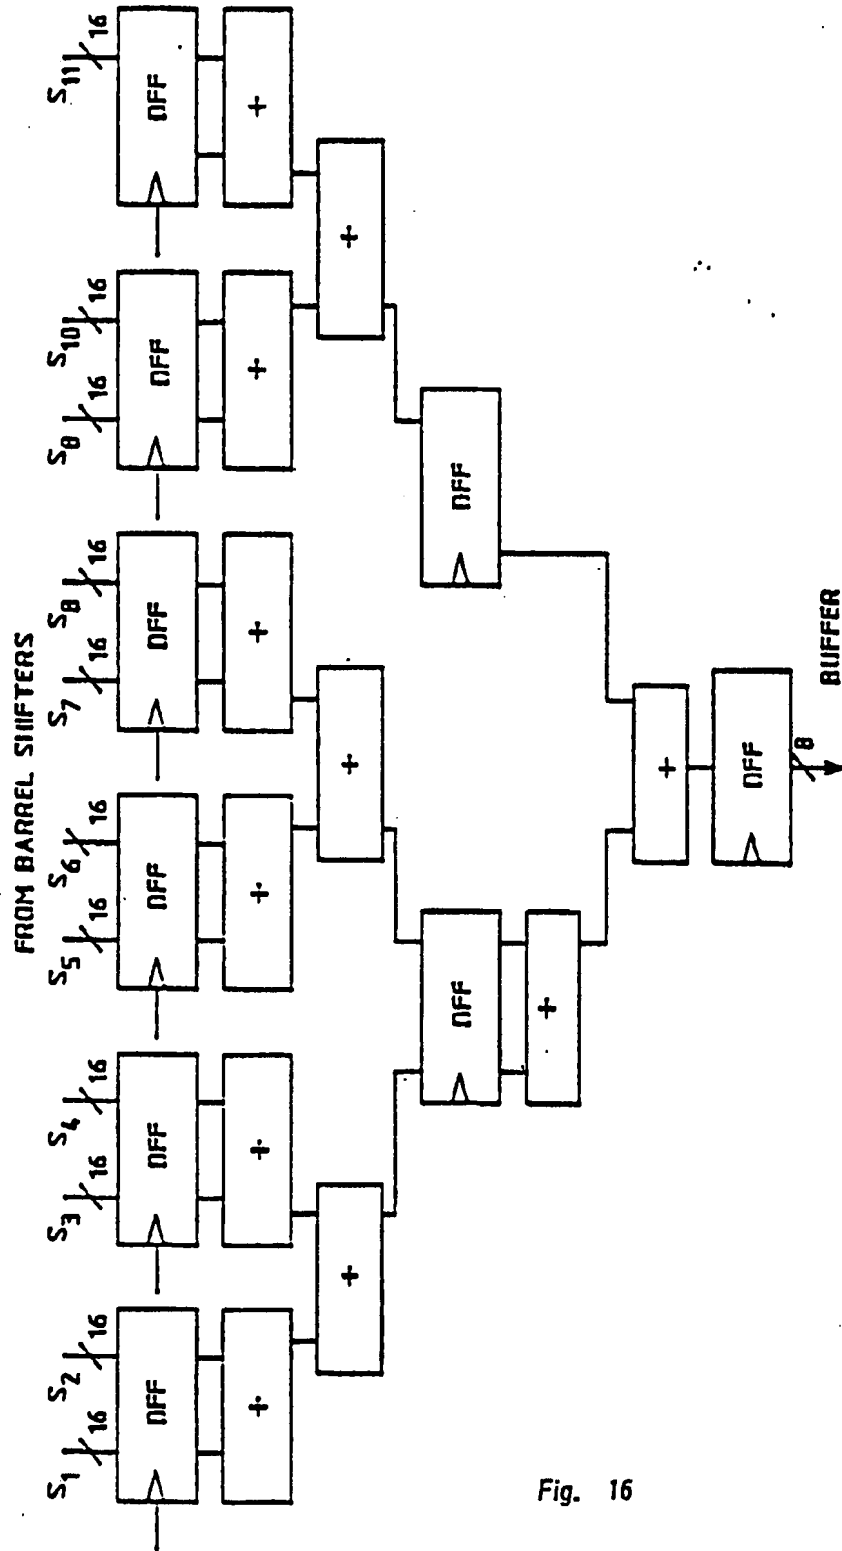 FROM BARREL SHIFTERS
S1 16 S2 16 S3 16 S4 16 S5 16 S6 16 S7 16 S8 16 S8 16 S10 16 S11 16
DFF DFF DFF DFF DFF DFF
+ + + + + +
+ + +
DFF DFF
+
+
DFF
8
BUFFER
Fig. 16